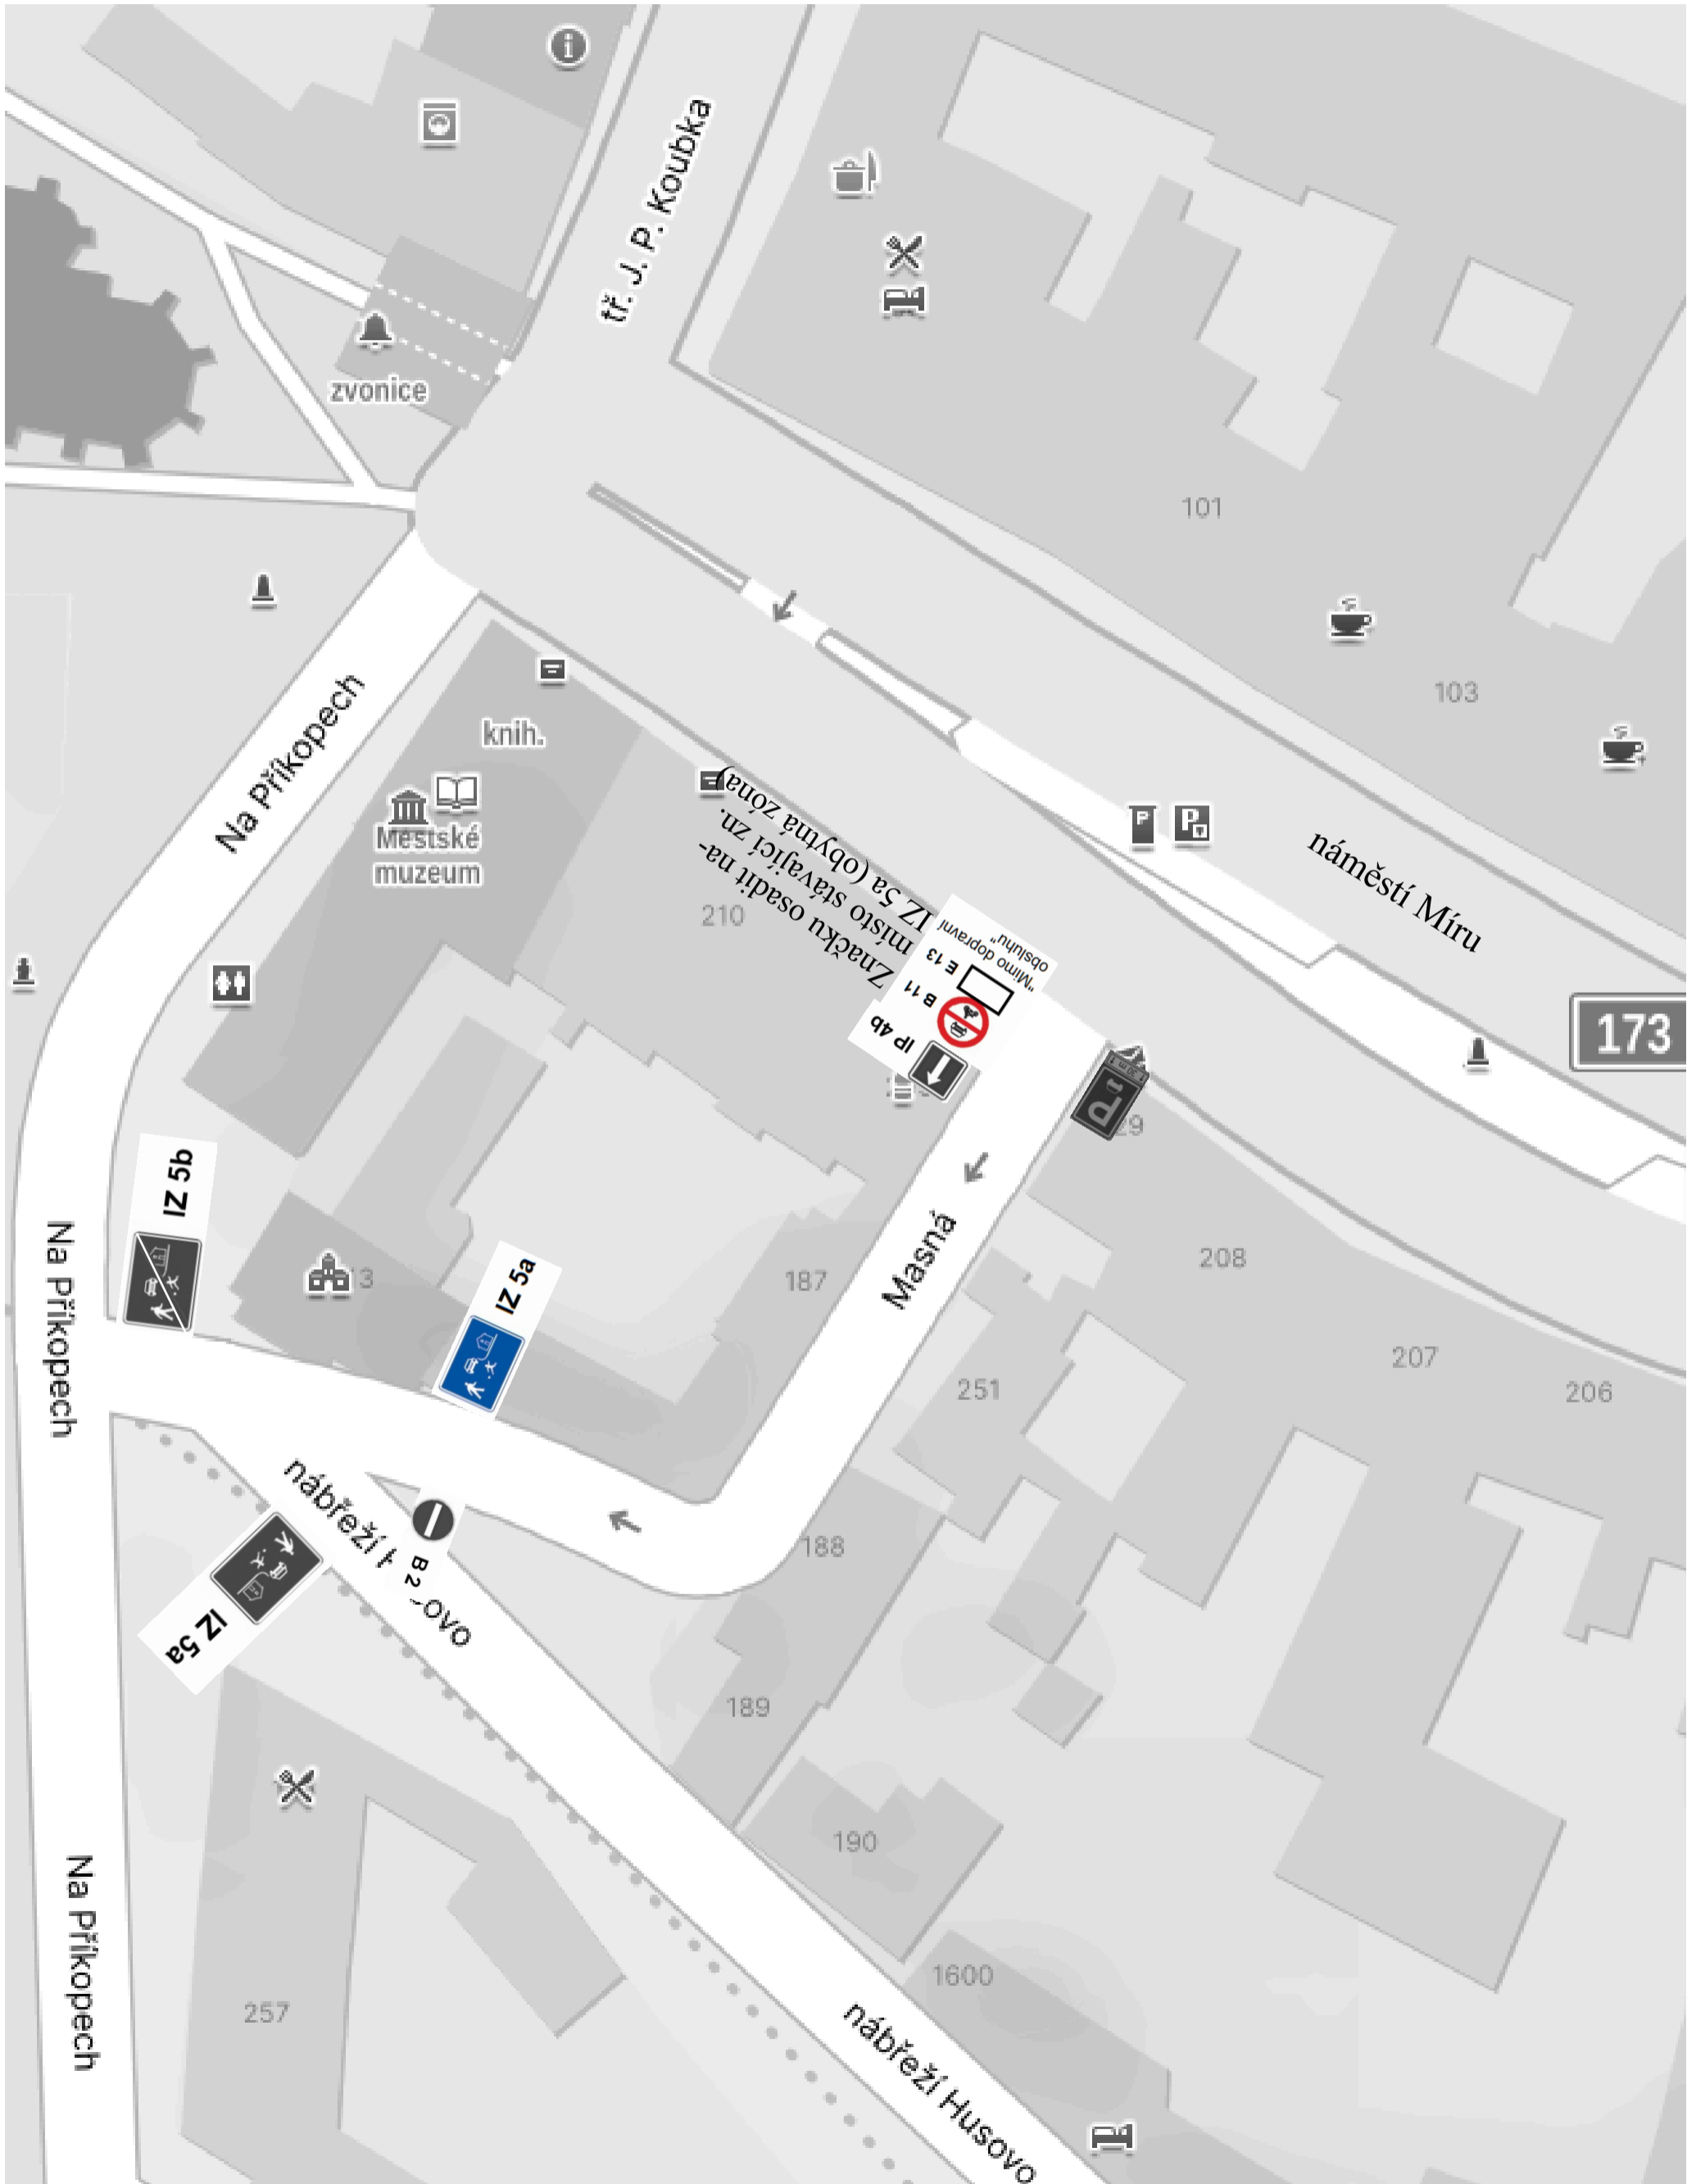 tř. J. P. Koubka
zvonice
101
103
Na Příkopech
knih.
Městské
muzeum
210
Značku osadit na-
místo stávající zn.
IZ 5a (obytná zóna)
náměstí Míru
P
P
173
IP 4b
B 11
E 13
"Mimo dopravní
obsluhu"
P
29
IZ 5b
Na Příkopech
13
IZ 5a
187
Masná
208
207
206
251
nábřeží
B 2
ovo
IZ 5a
188
189
190
Na Příkopech
257
1600
nábřeží Husovo